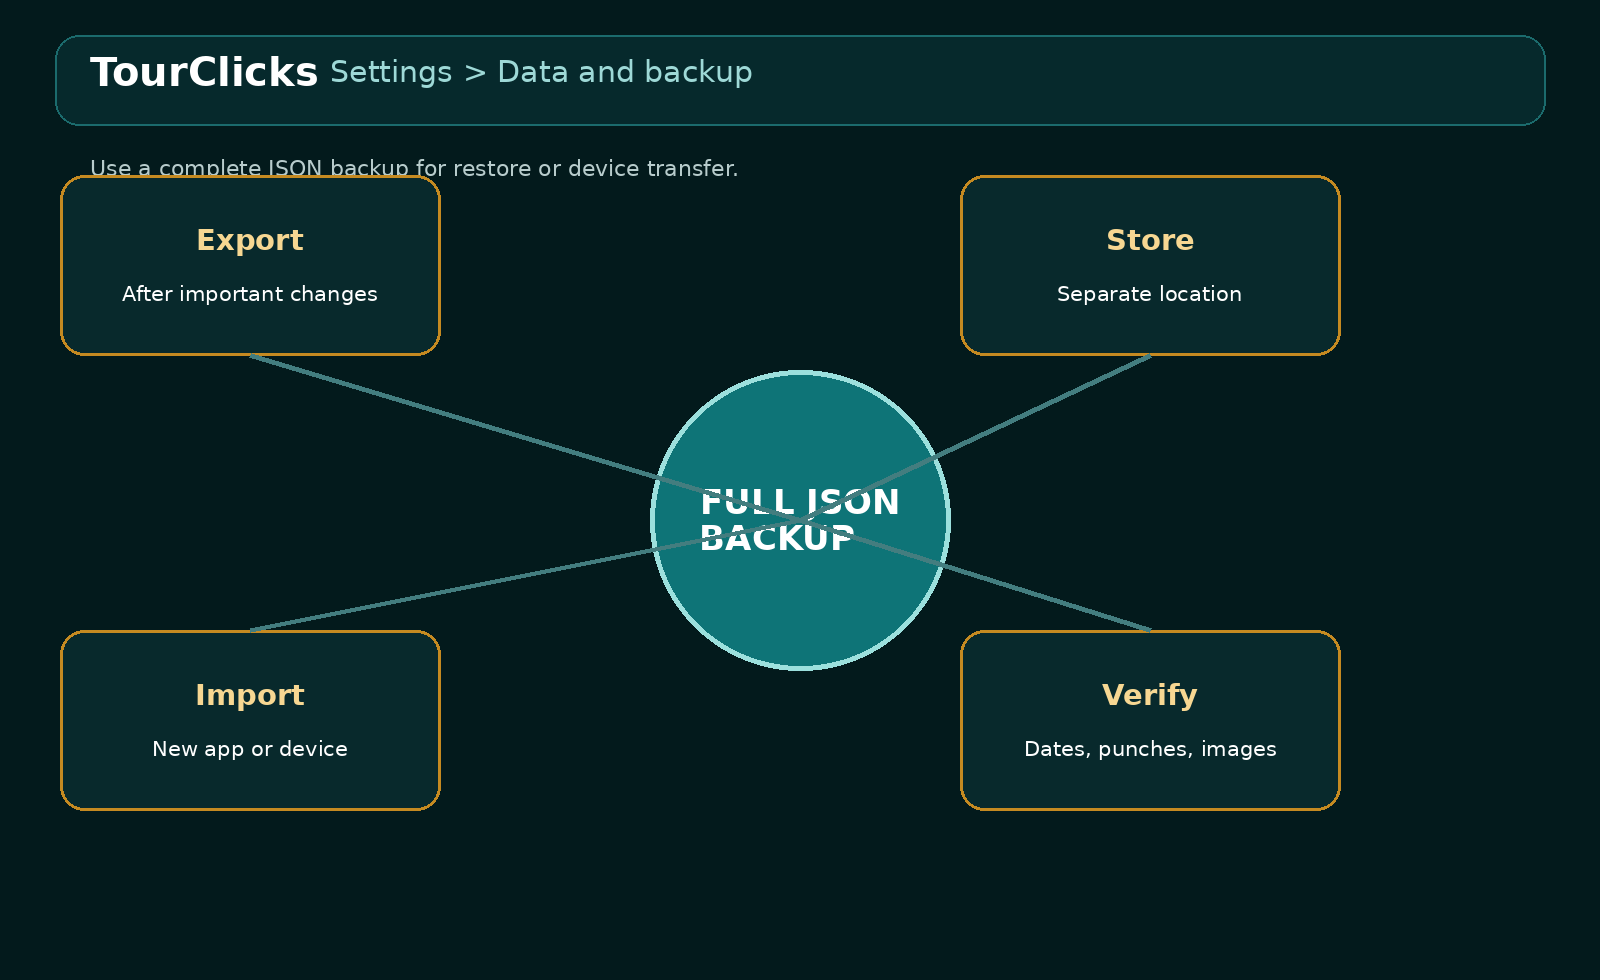 TourClicks Settings > Data and backup
Use a complete JSON backup for restore or device transfer.
Export
After important changes
Store
Separate location
FULL JSON
BACKUP
Import
New app or device
Verify
Dates, punches, images